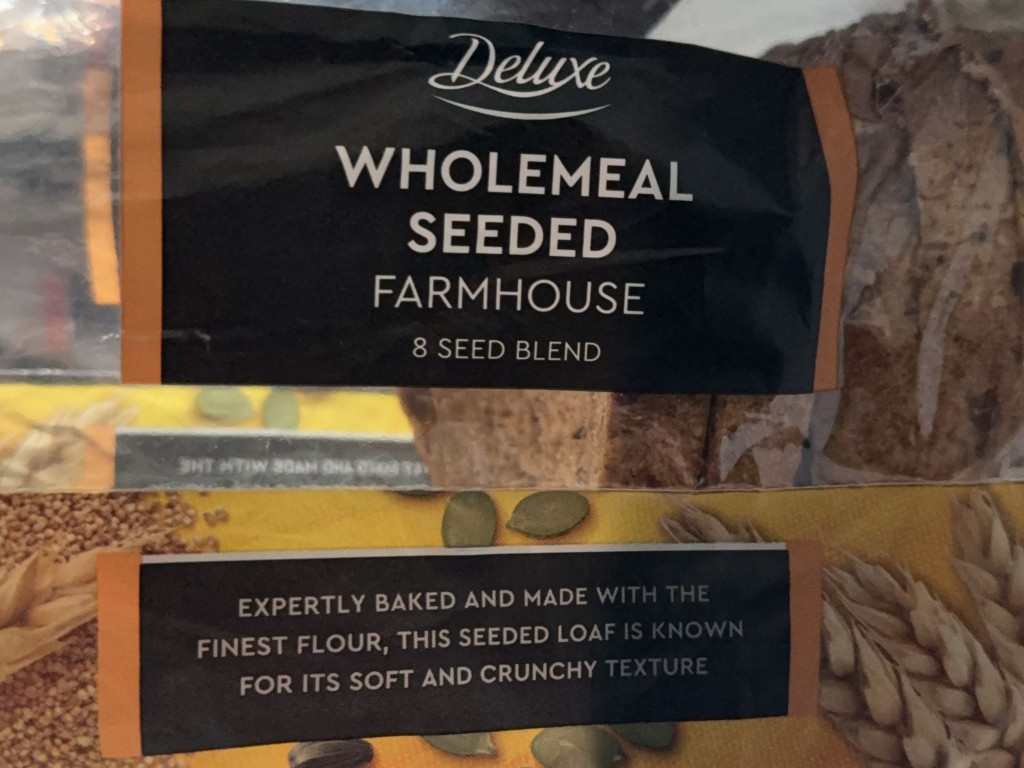 Deluxe
WHOLEMEAL
SEEDED
FARMHOUSE
8 SEED BLEND
EXPERTLY BAKED AND MADE WITH THE
FINEST FLOUR, THIS SEEDED LOAF IS KNOWN
FOR ITS SOFT AND CRUNCHY TEXTURE